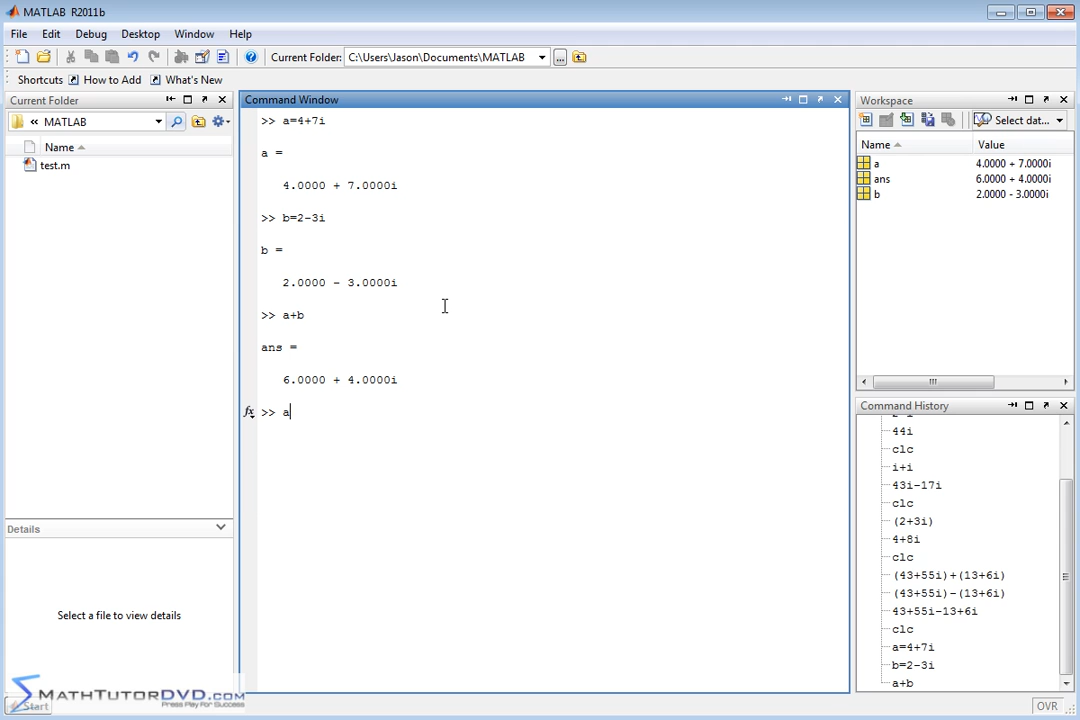 MATLAB R2011b
File Edit Debug Desktop Window Help
Current Folder: C:\Users\Jason\Documents\MATLAB ...
Shortcuts How to Add What's New
Current Folder
« MATLAB
Name
test.m
Details
Select a file to view details
MATHTUTORDVD.COM
Press Play For Success
Start
Command Window
>> a=4+7i
a =
4.0000 + 7.0000i
>> b=2-3i
b =
2.0000 - 3.0000i
>> a+b
ans =
6.0000 + 4.0000i
fx >> a
Workspace
Select dat...
Name Value
a 4.0000 + 7.0000i
ans 6.0000 + 4.0000i
b 2.0000 - 3.0000i
Command History
44i
clc
i+i
43i-17i
clc
(2+3i)
4+8i
clc
(43+55i)+(13+6i)
(43+55i)-(13+6i)
43+55i-13+6i
clc
a=4+7i
b=2-3i
a+b
OVR